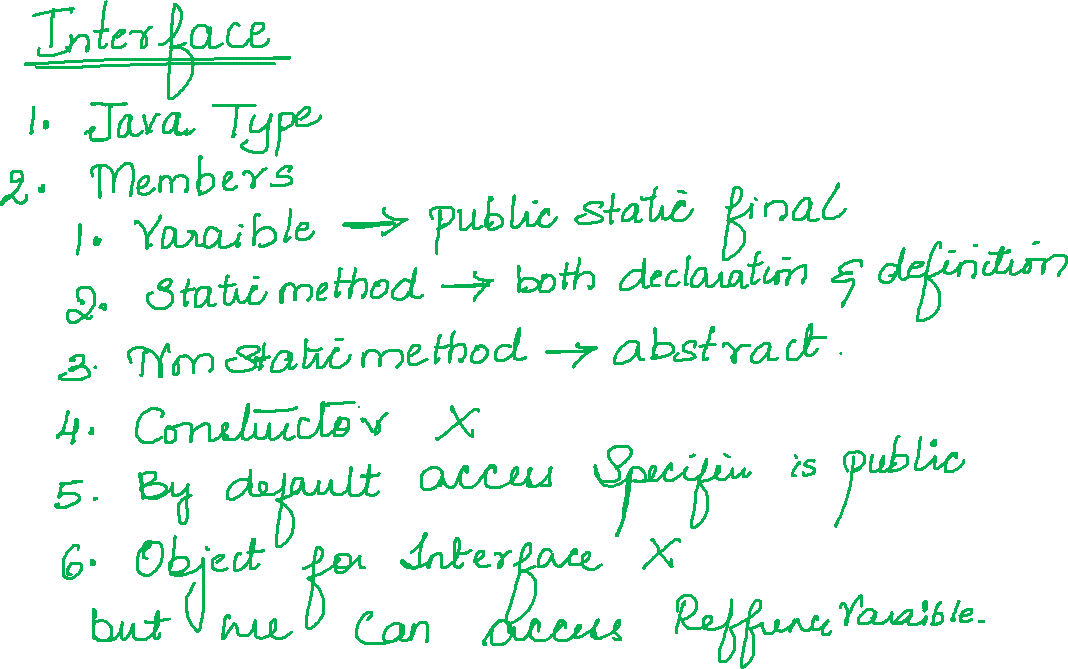 Interface
1. Java Type
2. Members
1. Varaible → public static final
2. Static method → both declaration & definition
3. Non Static method → abstract.
4. Constructor X
5. By default access Specifier is public
6. Object for Interface X
but we can access Reffrence Varaible.